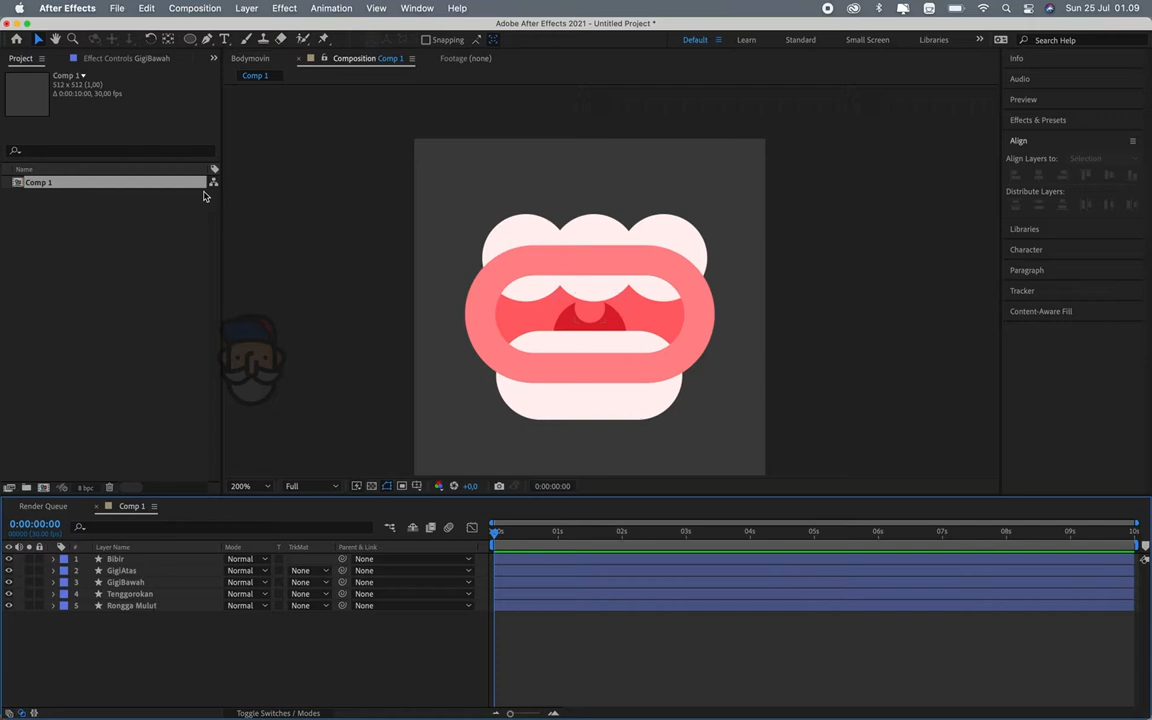 After Effects File Edit Composition Layer Effect Animation View Window Help Sun 25 Jul 01.09
Adobe After Effects 2021 - Untitled Project *
Snapping Default Learn Standard Small Screen Libraries Search Help
Project Effect Controls GigiBawah Bodymovin Composition Comp 1 Footage (none) Info
Comp 1 Comp 1 Audio
512 x 512 (1,00)
Δ 0:00:10:00, 30,00 fps
Preview
Effects & Presets
Align
Align Layers to: Selection
Name
Comp 1
Distribute Layers:
Libraries
Character
Paragraph
Tracker
Content-Aware Fill
8 bpc 200% Full +0,0 0:00:00:00
Render Queue Comp 1
0:00:00:00
00000 (30.00 fps)
:00s 01s 02s 03s 04s 05s 06s 07s 08s 09s 10s
# Layer Name Mode T TrkMat Parent & Link
1 Bibir Normal None
2 GigiAtas Normal None None
3 GigiBawah Normal None None
4 Tenggorokan Normal None None
5 Rongga Mulut Normal None None
Toggle Switches / Modes